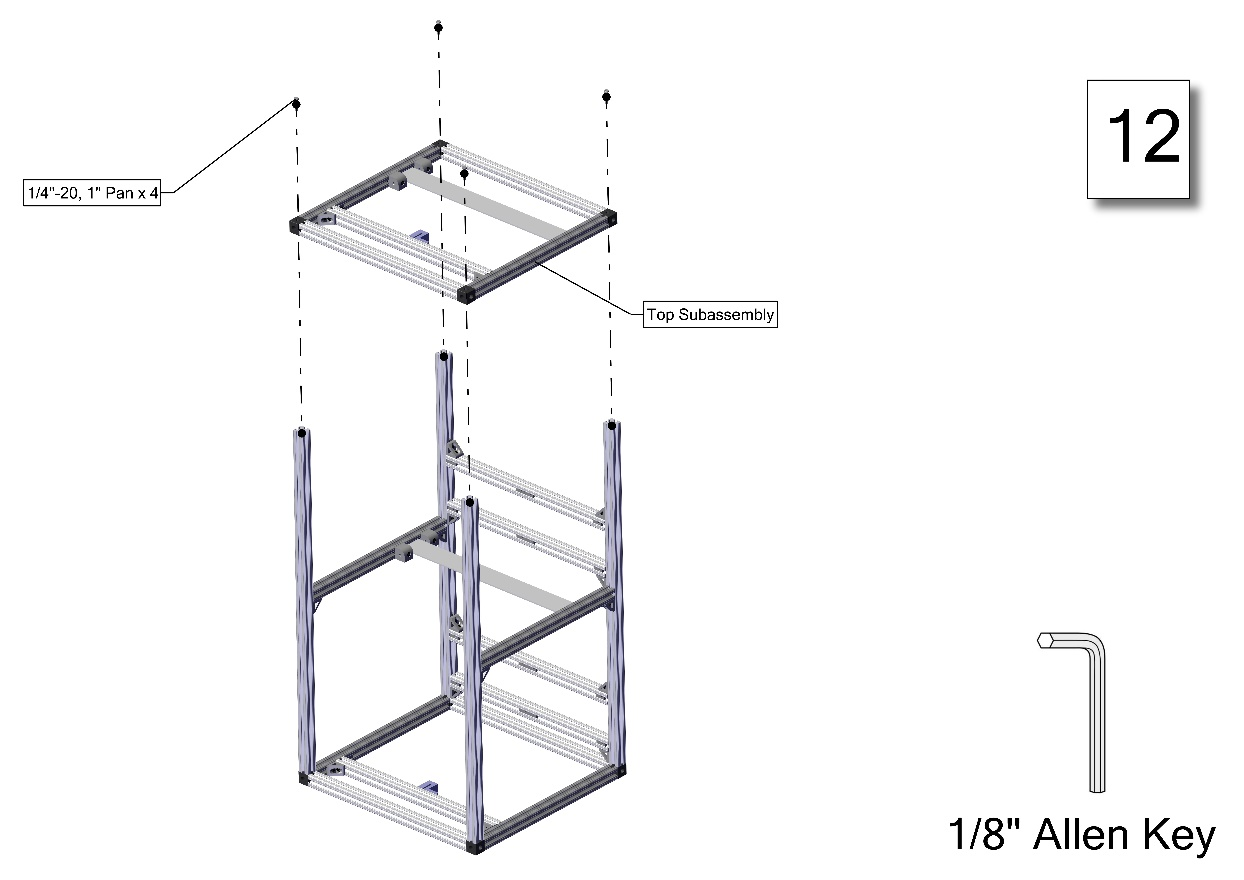 12
1/4"-20, 1" Pan x 4
Top Subassembly
1/8" Allen Key